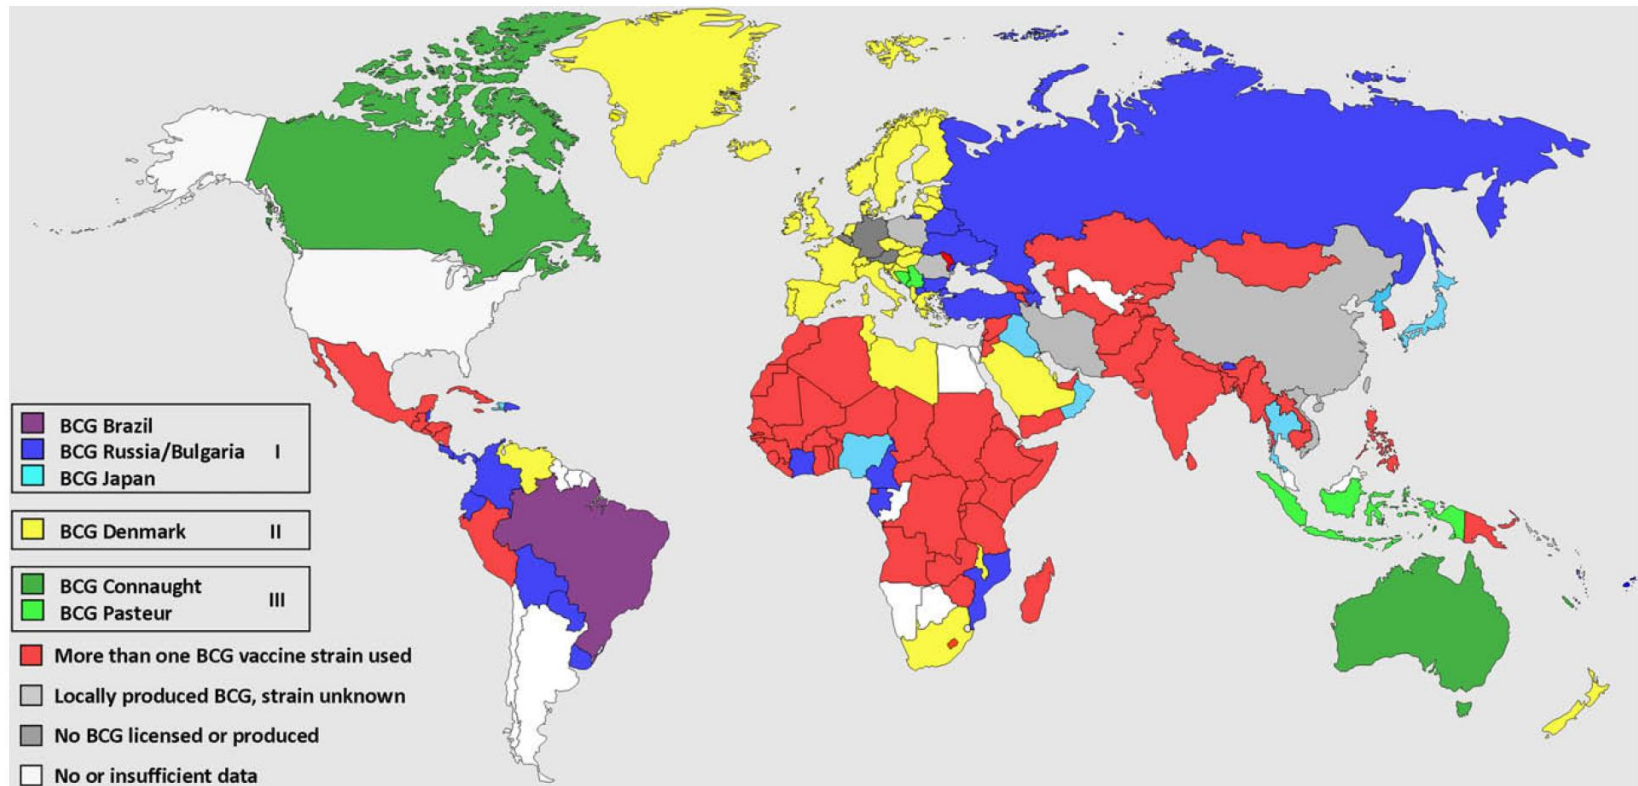 BCG Brazil
BCG Russia/Bulgaria I
BCG Japan
BCG Denmark II
BCG Connaught
III
BCG Pasteur
More than one BCG vaccine strain used
Locally produced BCG, strain unknown
No BCG licensed or produced
No or insufficient data